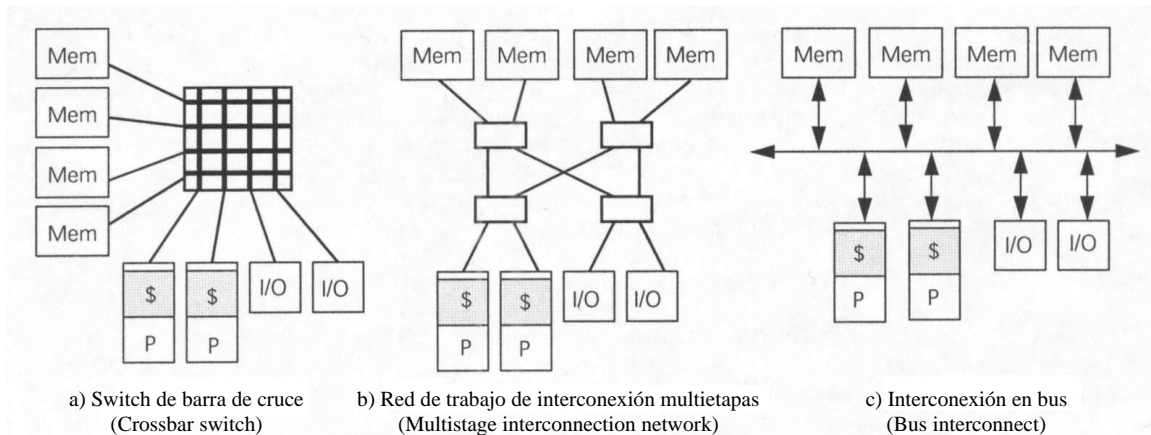 Mem
Mem
Mem
Mem
$ $ I/O I/O
P P
Mem Mem Mem Mem
$ $ I/O I/O
P P
Mem Mem Mem Mem
$ $ I/O I/O
P P
a) Switch de barra de cruce
(Crossbar switch)
b) Red de trabajo de interconexión multietapas
(Multistage interconnection network)
c) Interconexión en bus
(Bus interconnect)